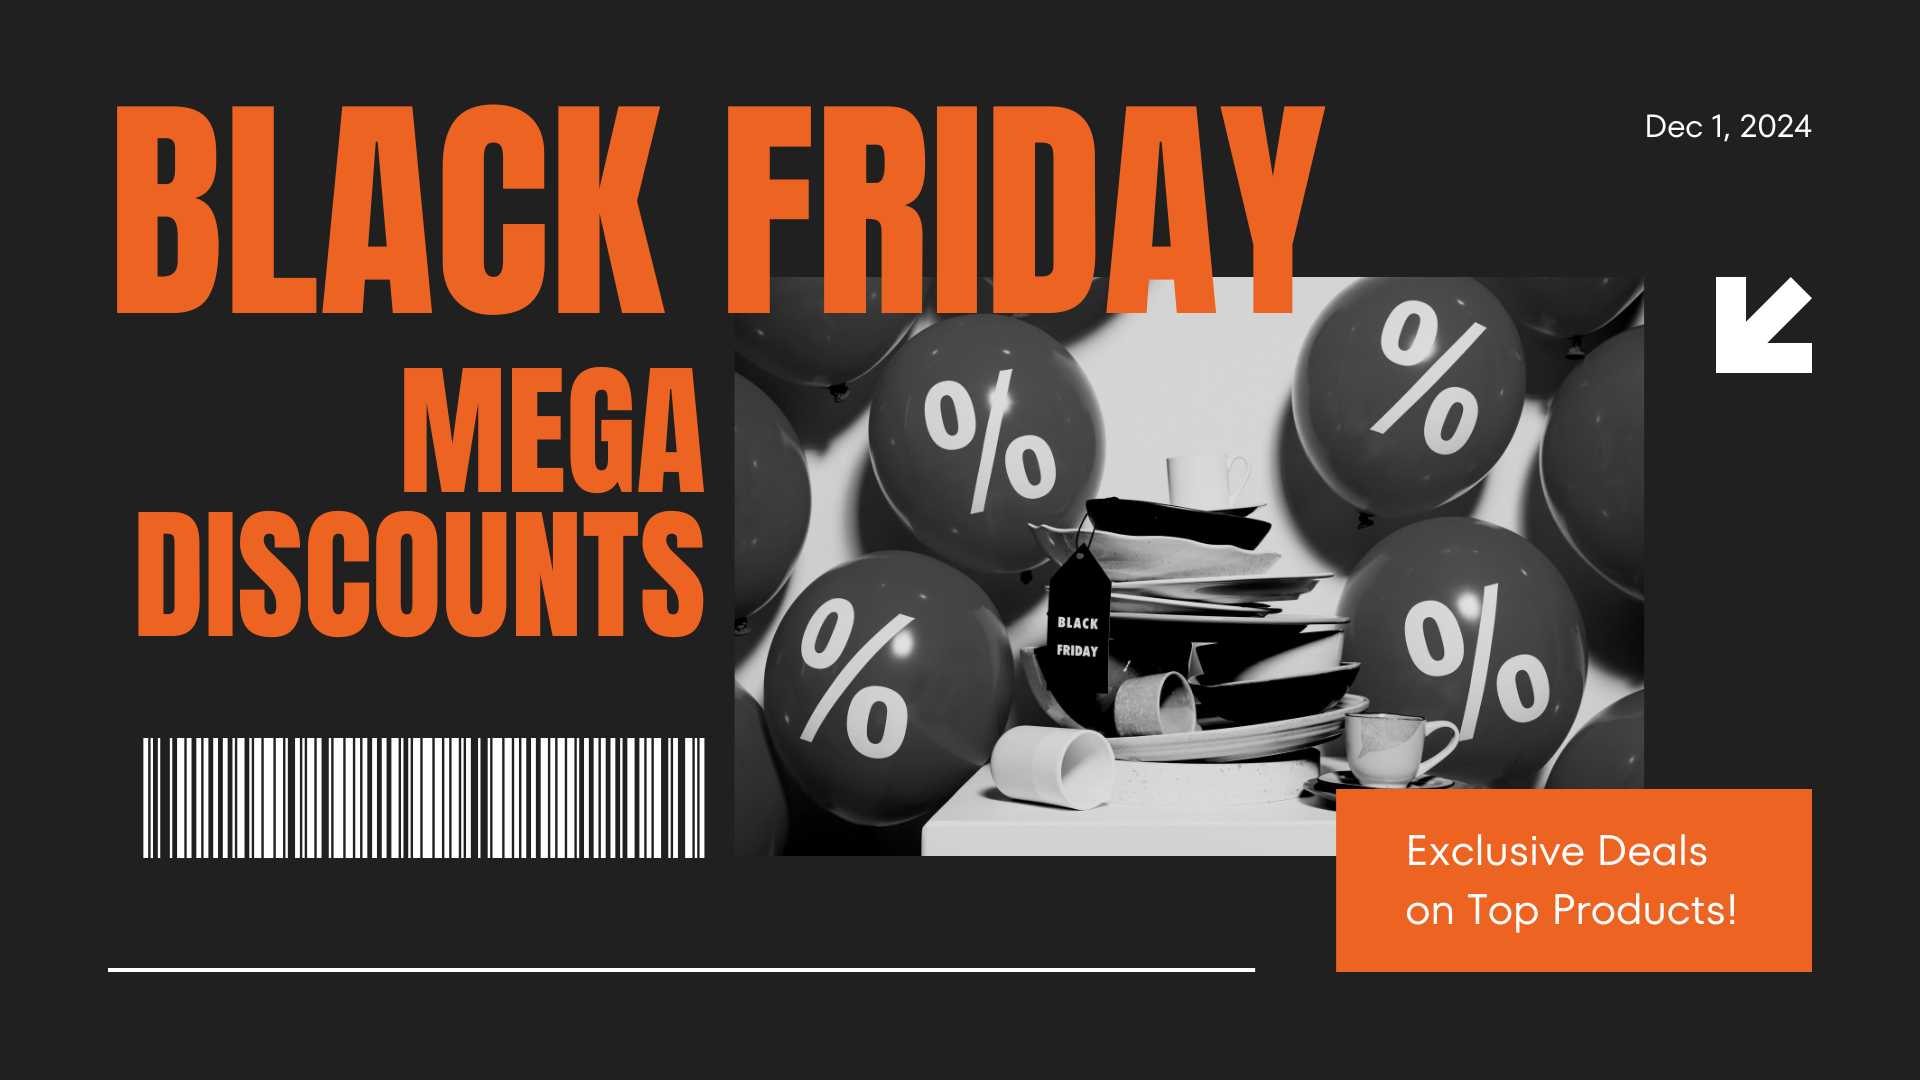 BLACK FRIDAY
Dec 1, 2024
MEGA
DISCOUNTS
%
%
%
%
BLACK
FRIDAY
Exclusive Deals
on Top Products!